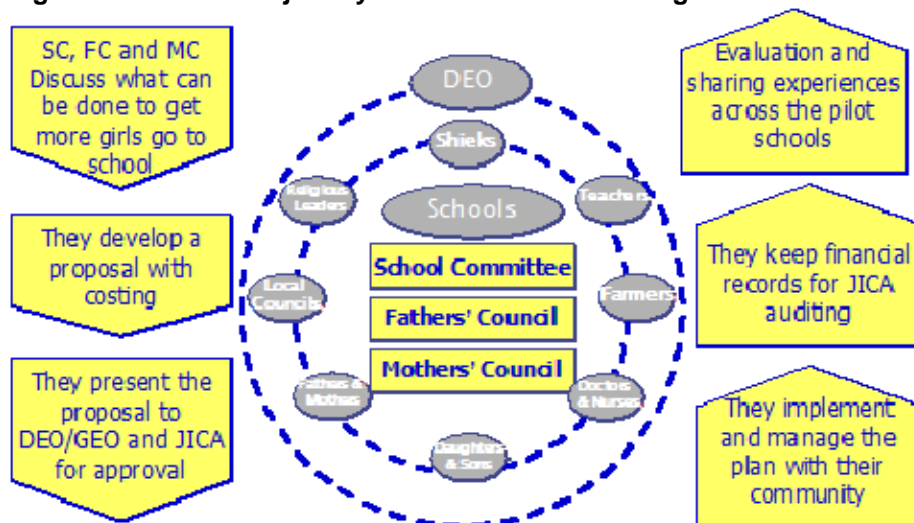 SC, FC and MC
Discuss what can
be done to get
more girls go to
school
They develop a
proposal with
costing
They present the
proposal to
DEO/GEO and JICA
for approval
DEO
Shieks
Religious
Leaders
Teachers
Schools
School Committee
Local
Councils
Farmers
Fathers' Council
Mothers' Council
Fathers &
Mothers
Doctors
& Nurses
Daughters
& Sons
Evaluation and
sharing experiences
across the pilot
schools
They keep financial
records for JICA
auditing
They implement
and manage the
plan with their
community